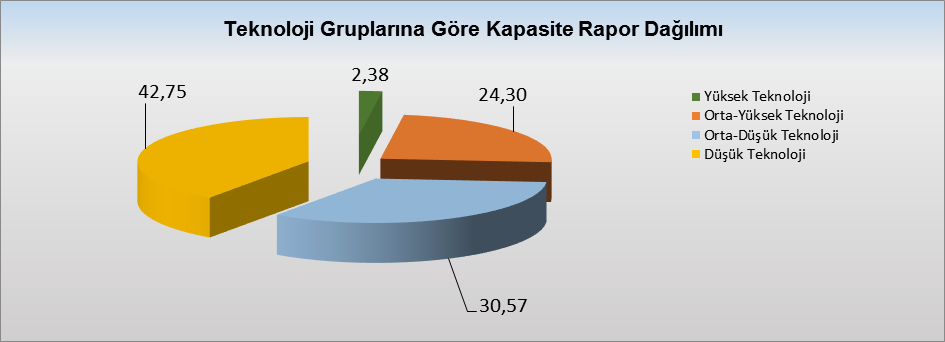 Teknoloji Gruplarına Göre Kapasite Rapor Dağılımı
2,38
42,75
24,30
Yüksek Teknoloji
Orta-Yüksek Teknoloji
Orta-Düşük Teknoloji
Düşük Teknoloji
30,57